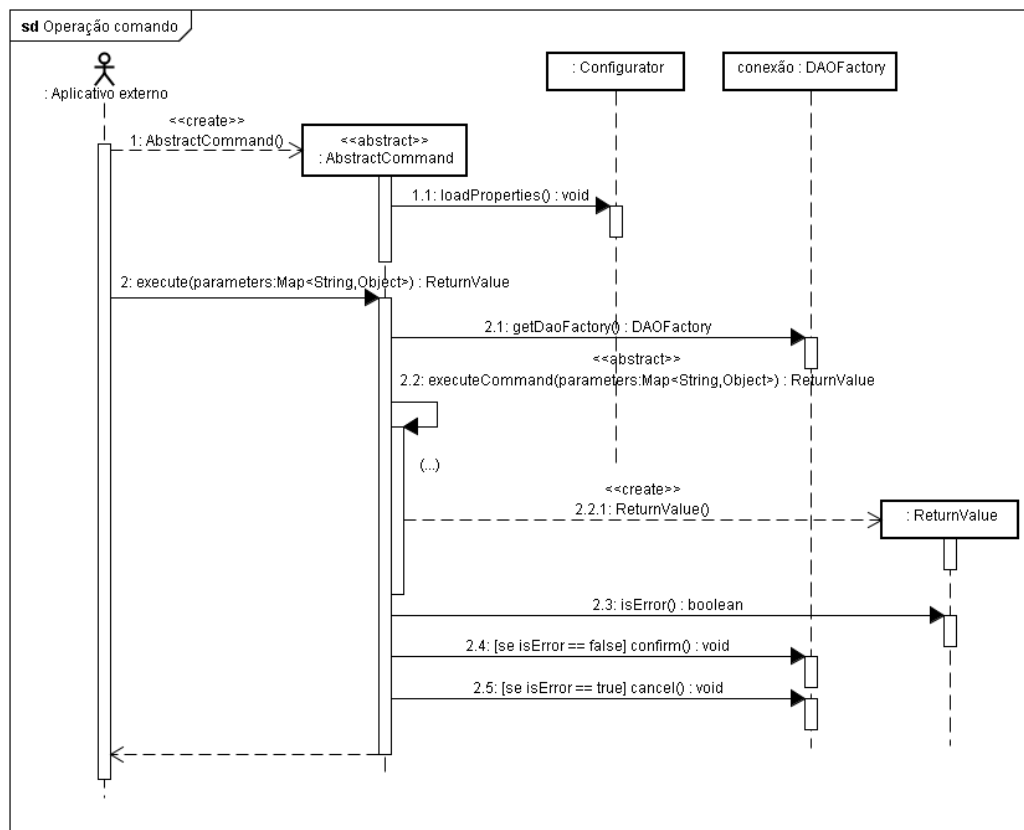 sd Operação comando
: Aplicativo externo
: Configurator
conexão : DAOFactory
<<create>>
1: AbstractCommand()
<<abstract>>
: AbstractCommand
1.1: loadProperties() : void
2: execute(parameters:Map<String,Object>) : ReturnValue
2.1: getDaoFactory() : DAOFactory
<<abstract>>
2.2: executeCommand(parameters:Map<String,Object>) : ReturnValue
(...)
<<create>>
2.2.1: ReturnValue()
: ReturnValue
2.3: isError() : boolean
2.4: [se isError == false] confirm() : void
2.5: [se isError == true] cancel() : void